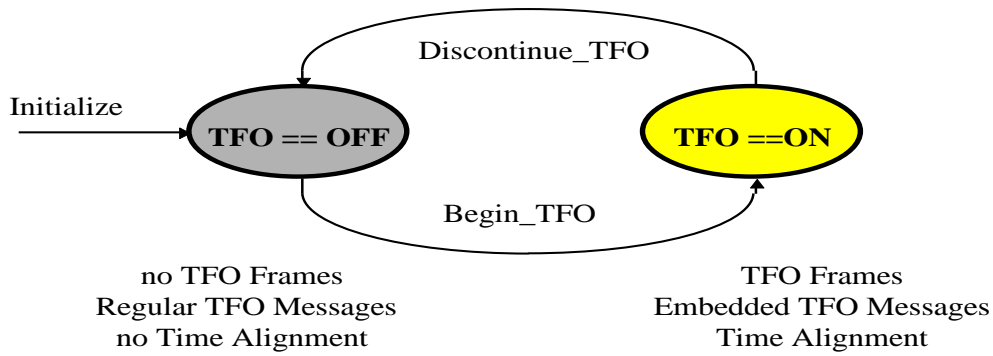 Discontinue_TFO
Initialize
TFO == OFF
TFO ==ON
Begin_TFO
no TFO Frames
Regular TFO Messages
no Time Alignment
TFO Frames
Embedded TFO Messages
Time Alignment